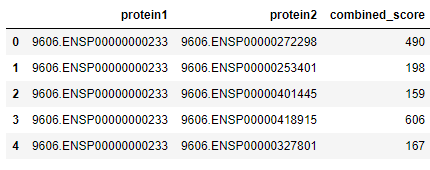 protein1 protein2 combined_score
0 9606.ENSP00000000233 9606.ENSP00000272298 490
1 9606.ENSP00000000233 9606.ENSP00000253401 198
2 9606.ENSP00000000233 9606.ENSP00000401445 159
3 9606.ENSP00000000233 9606.ENSP00000418915 606
4 9606.ENSP00000000233 9606.ENSP00000327801 167